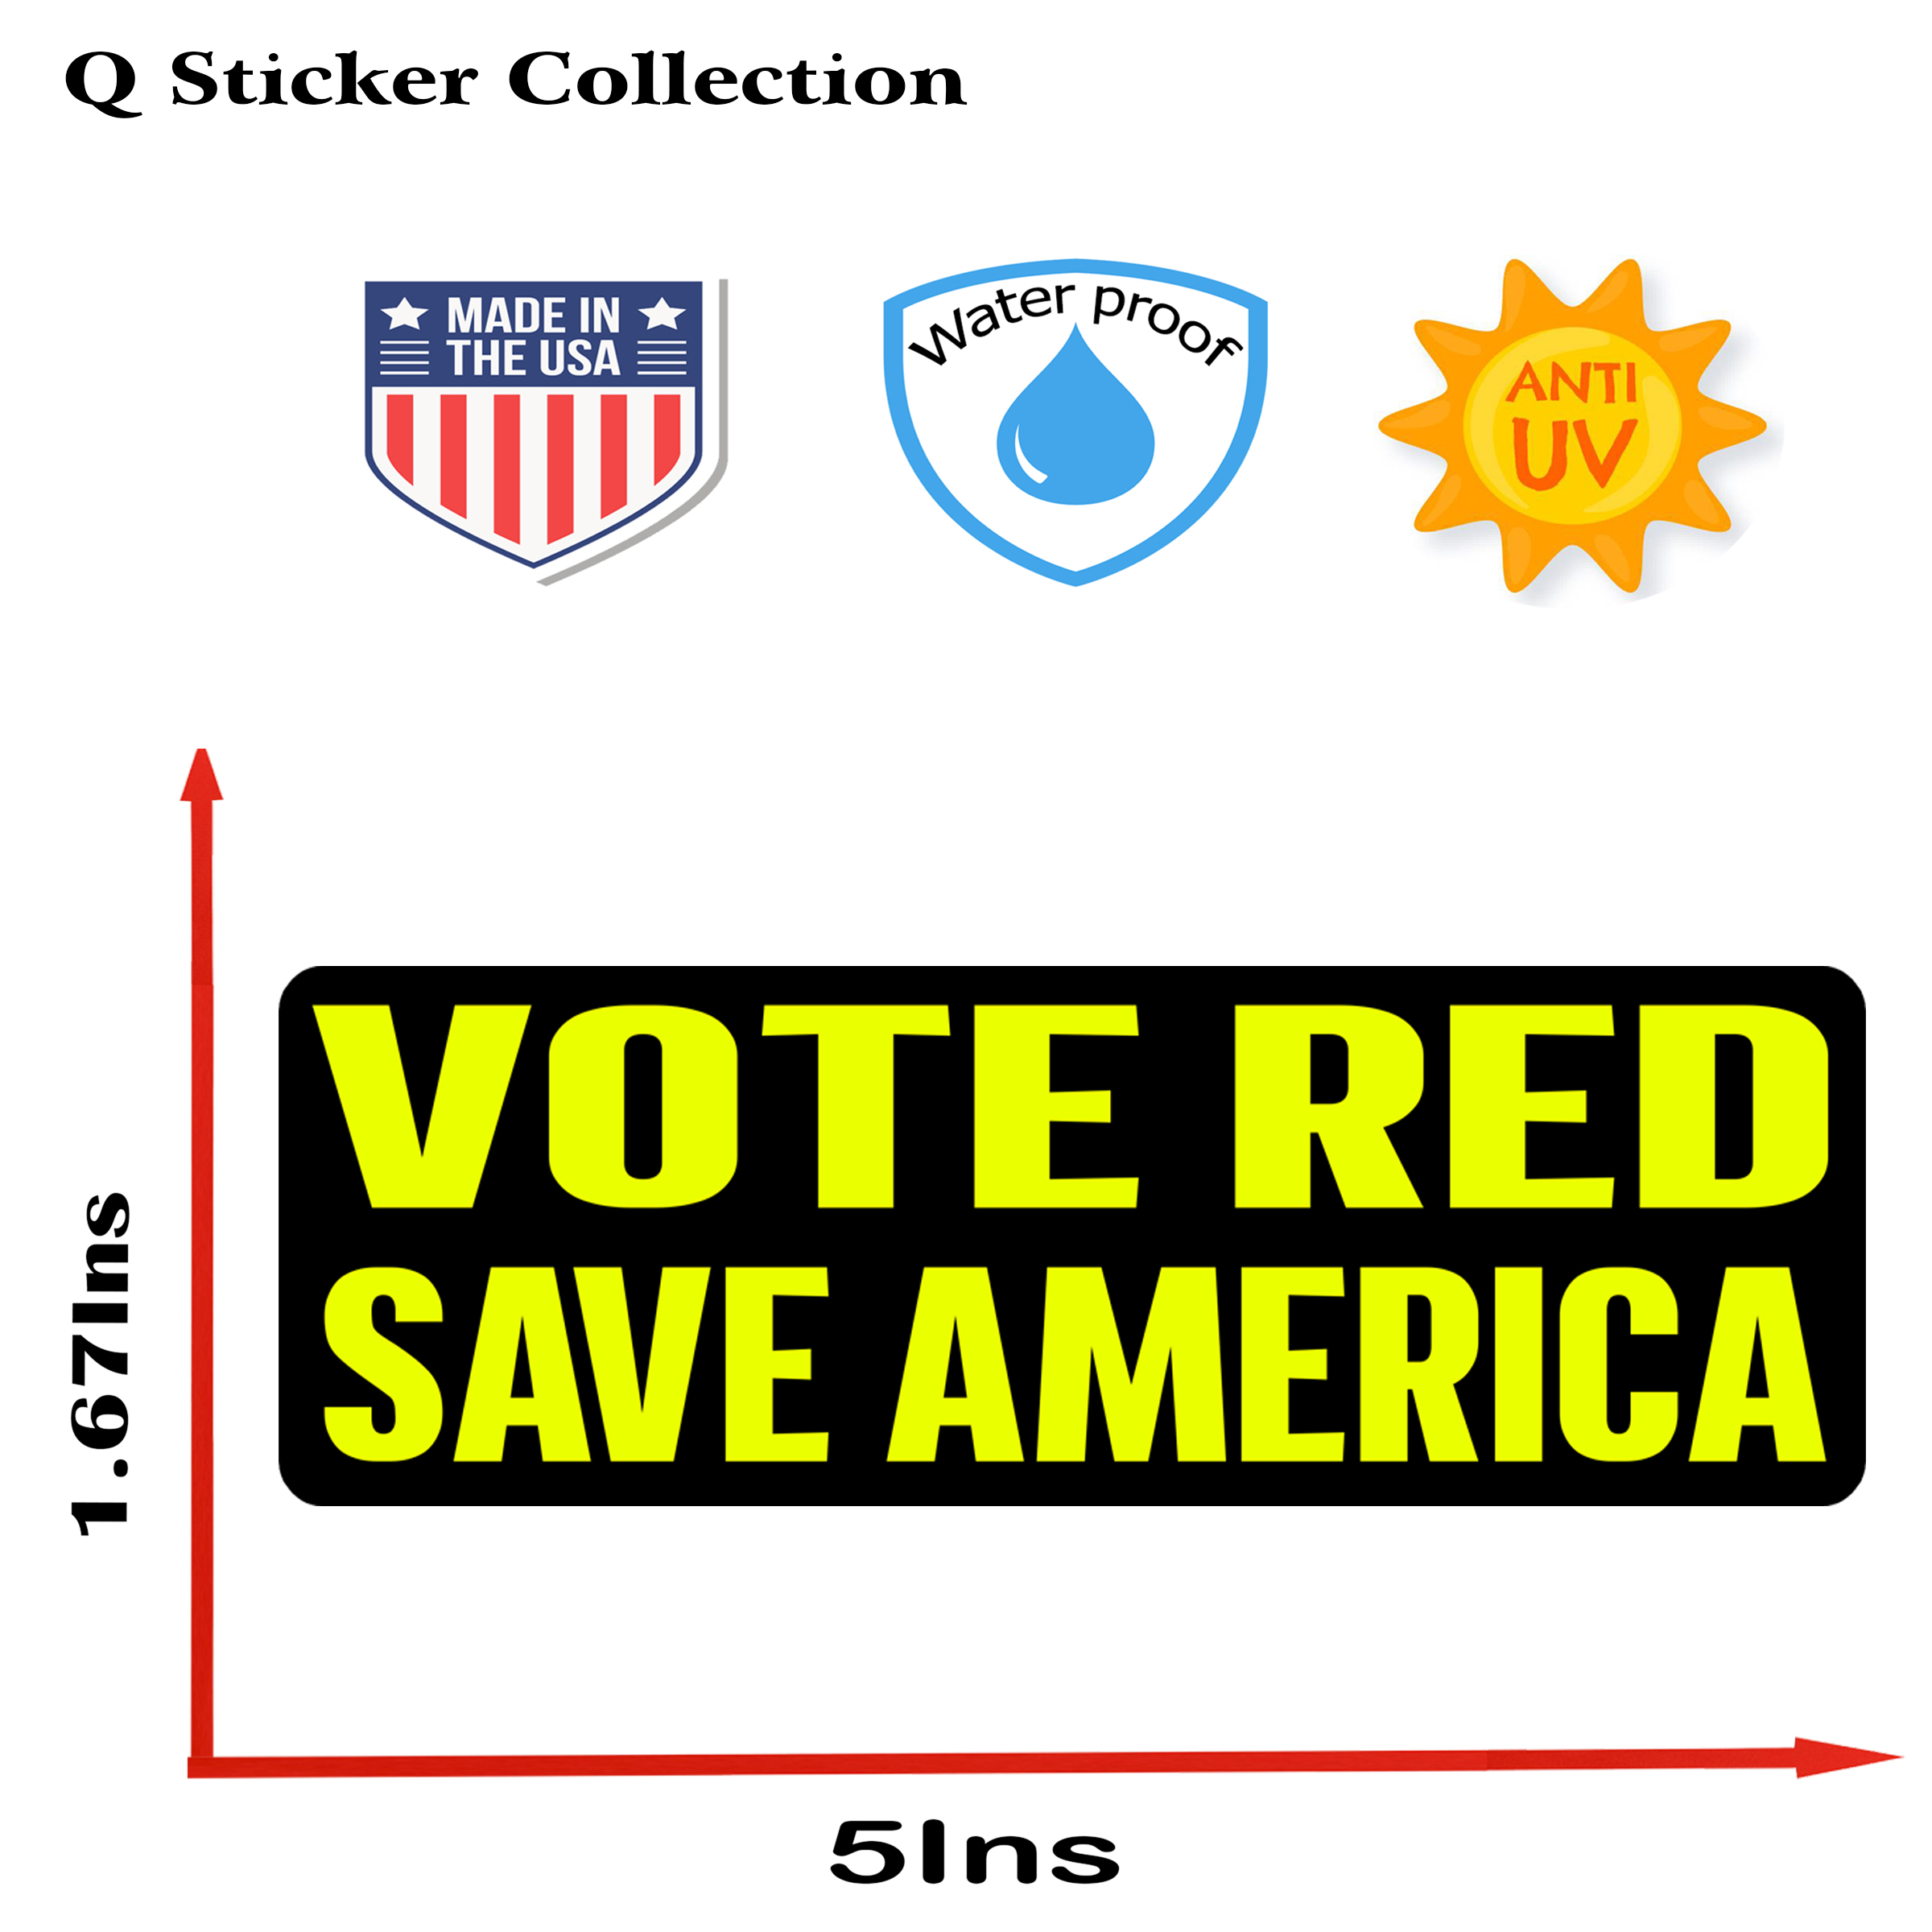 Q Sticker Collection
MADE IN
THE USA
Water proof
ANTI
UV
VOTE RED
SAVE AMERICA
1.67Ins
5Ins